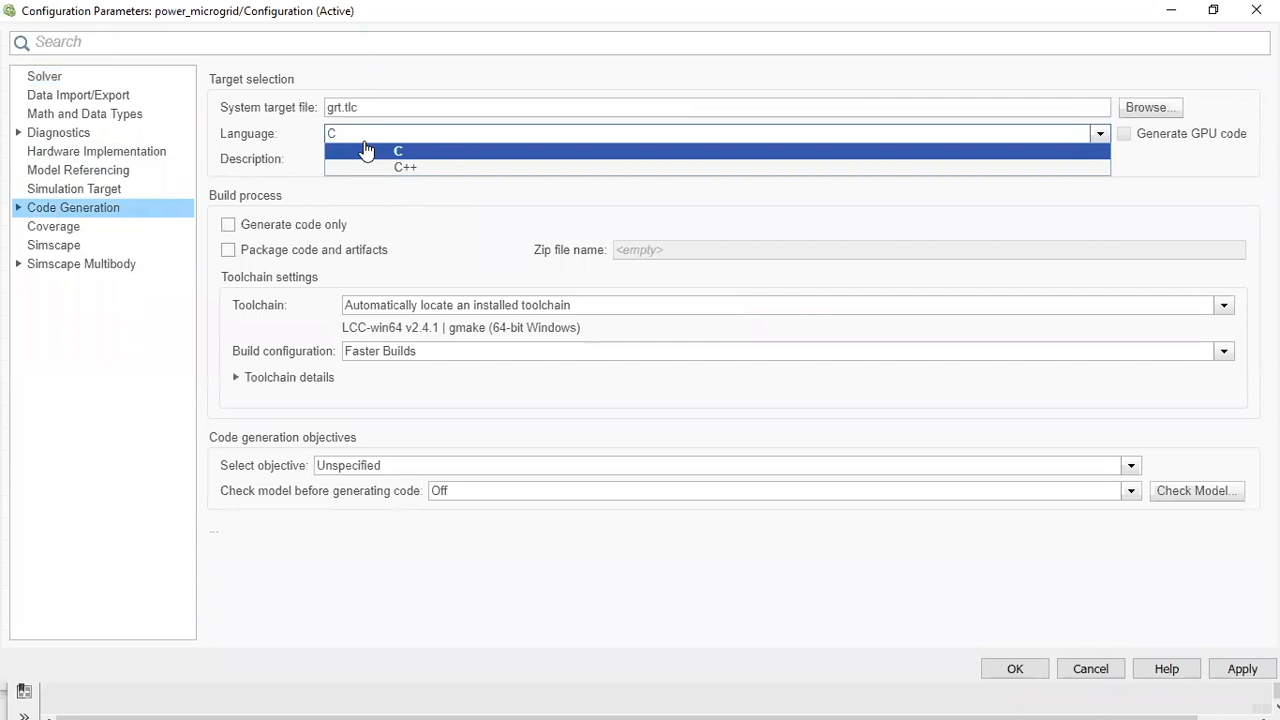 Configuration Parameters: power_microgrid/Configuration (Active)
Search
Solver
Data Import/Export
Math and Data Types
Diagnostics
Hardware Implementation
Model Referencing
Simulation Target
Code Generation
Coverage
Simscape
Simscape Multibody
Target selection
System target file: grt.tlc Browse...
Language: C Generate GPU code
C
Description:
C++
Build process
Generate code only
Package code and artifacts Zip file name: <empty>
Toolchain settings
Toolchain: Automatically locate an installed toolchain
LCC-win64 v2.4.1 | gmake (64-bit Windows)
Build configuration: Faster Builds
Toolchain details
Code generation objectives
Select objective: Unspecified
Check model before generating code: Off Check Model...
...
OK Cancel Help Apply